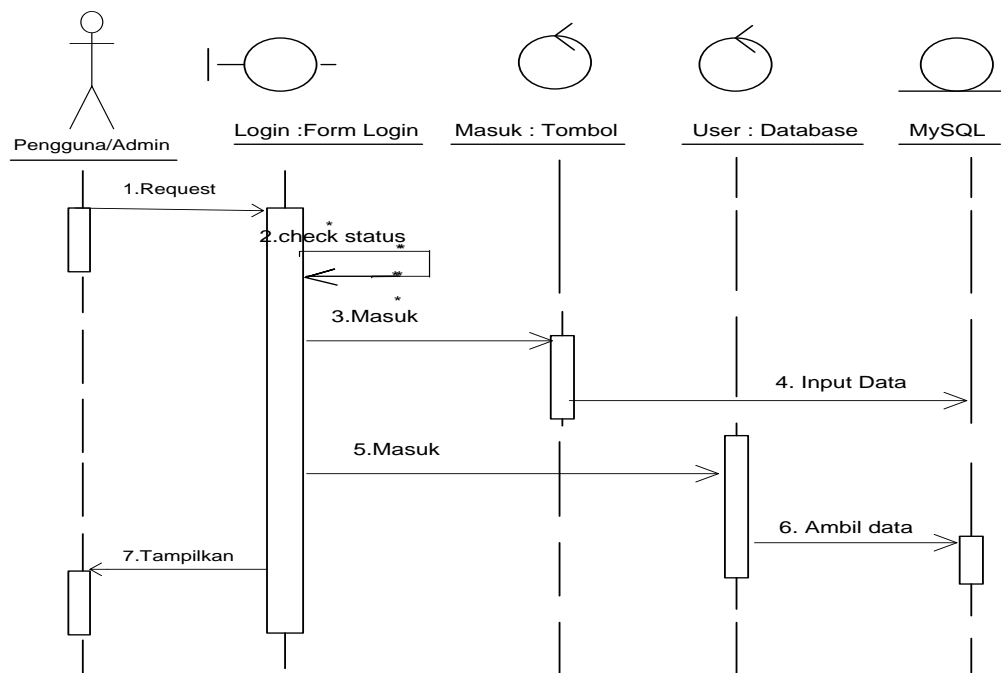 Pengguna/Admin
Login :Form Login
Masuk : Tombol
User : Database
MySQL
1.Request
*
2.check status
**
**
*
3.Masuk
4. Input Data
5.Masuk
6. Ambil data
7.Tampilkan